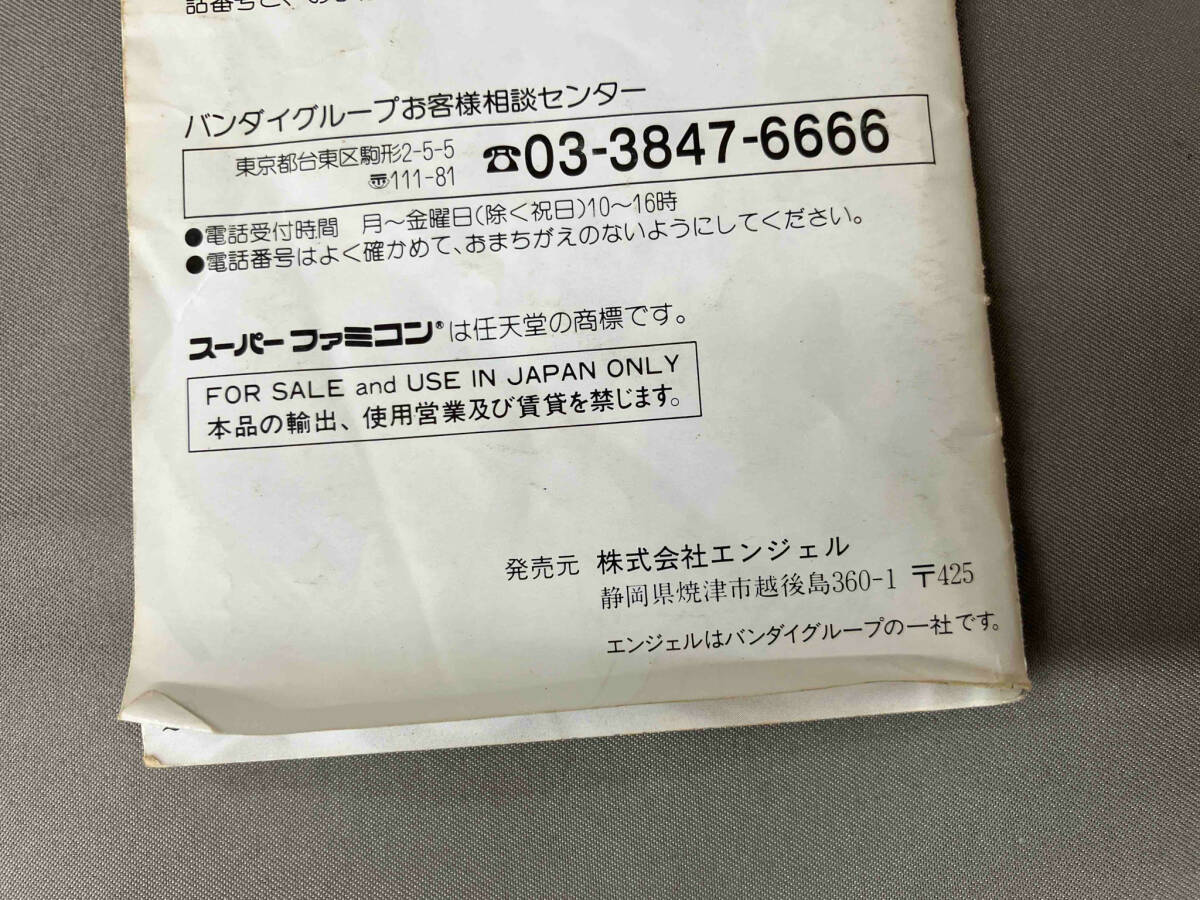 話番号と、お
バンダイグループお客様相談センター
東京都台東区駒形2-5-5
〠111-81
☎03-3847-6666
●電話受付時間　月〜金曜日(除く祝日)10〜16時
●電話番号はよく確かめて、おまちがえのないようにしてください。
スーパーファミコン®は任天堂の商標です。
FOR SALE and USE IN JAPAN ONLY
本品の輸出、使用営業及び賃貸を禁じます。
発売元 株式会社エンジェル
静岡県焼津市越後島360-1 〒425
エンジェルはバンダイグループの一社です。